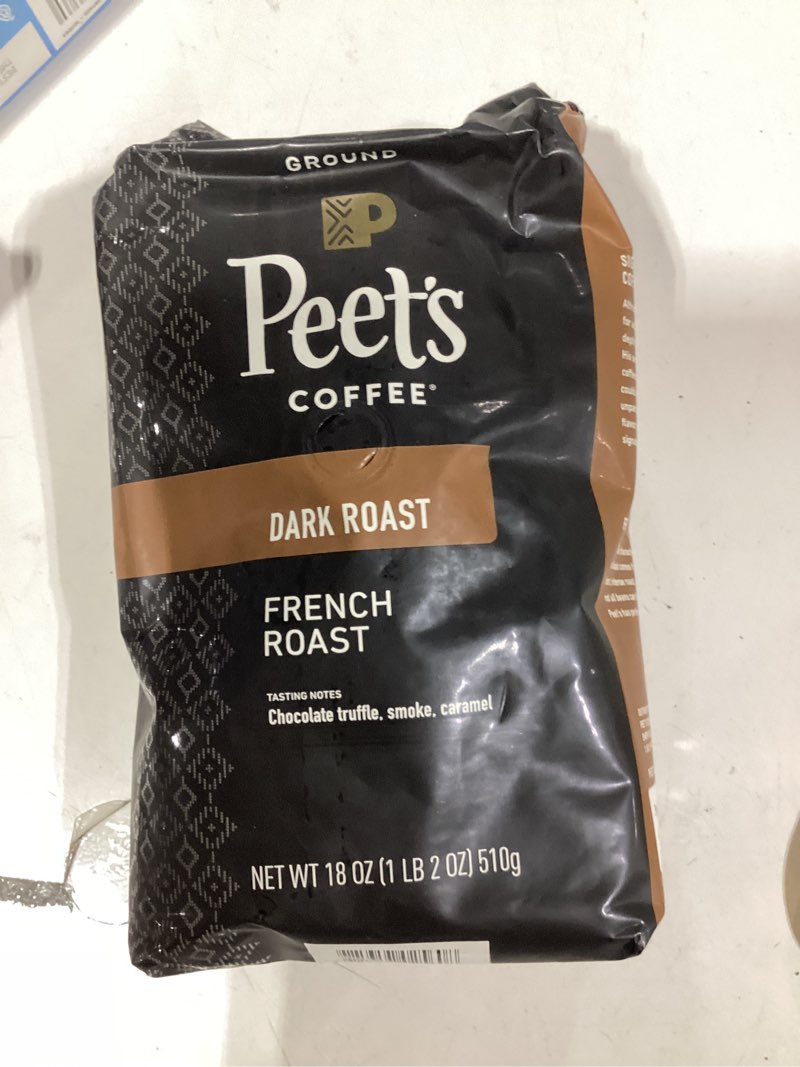 GROUND
P
Peet's
COFFEE®
DARK ROAST
FRENCH
ROAST
TASTING NOTES
Chocolate truffle, smoke, caramel
NET WT 18 OZ (1 LB 2 OZ) 510g